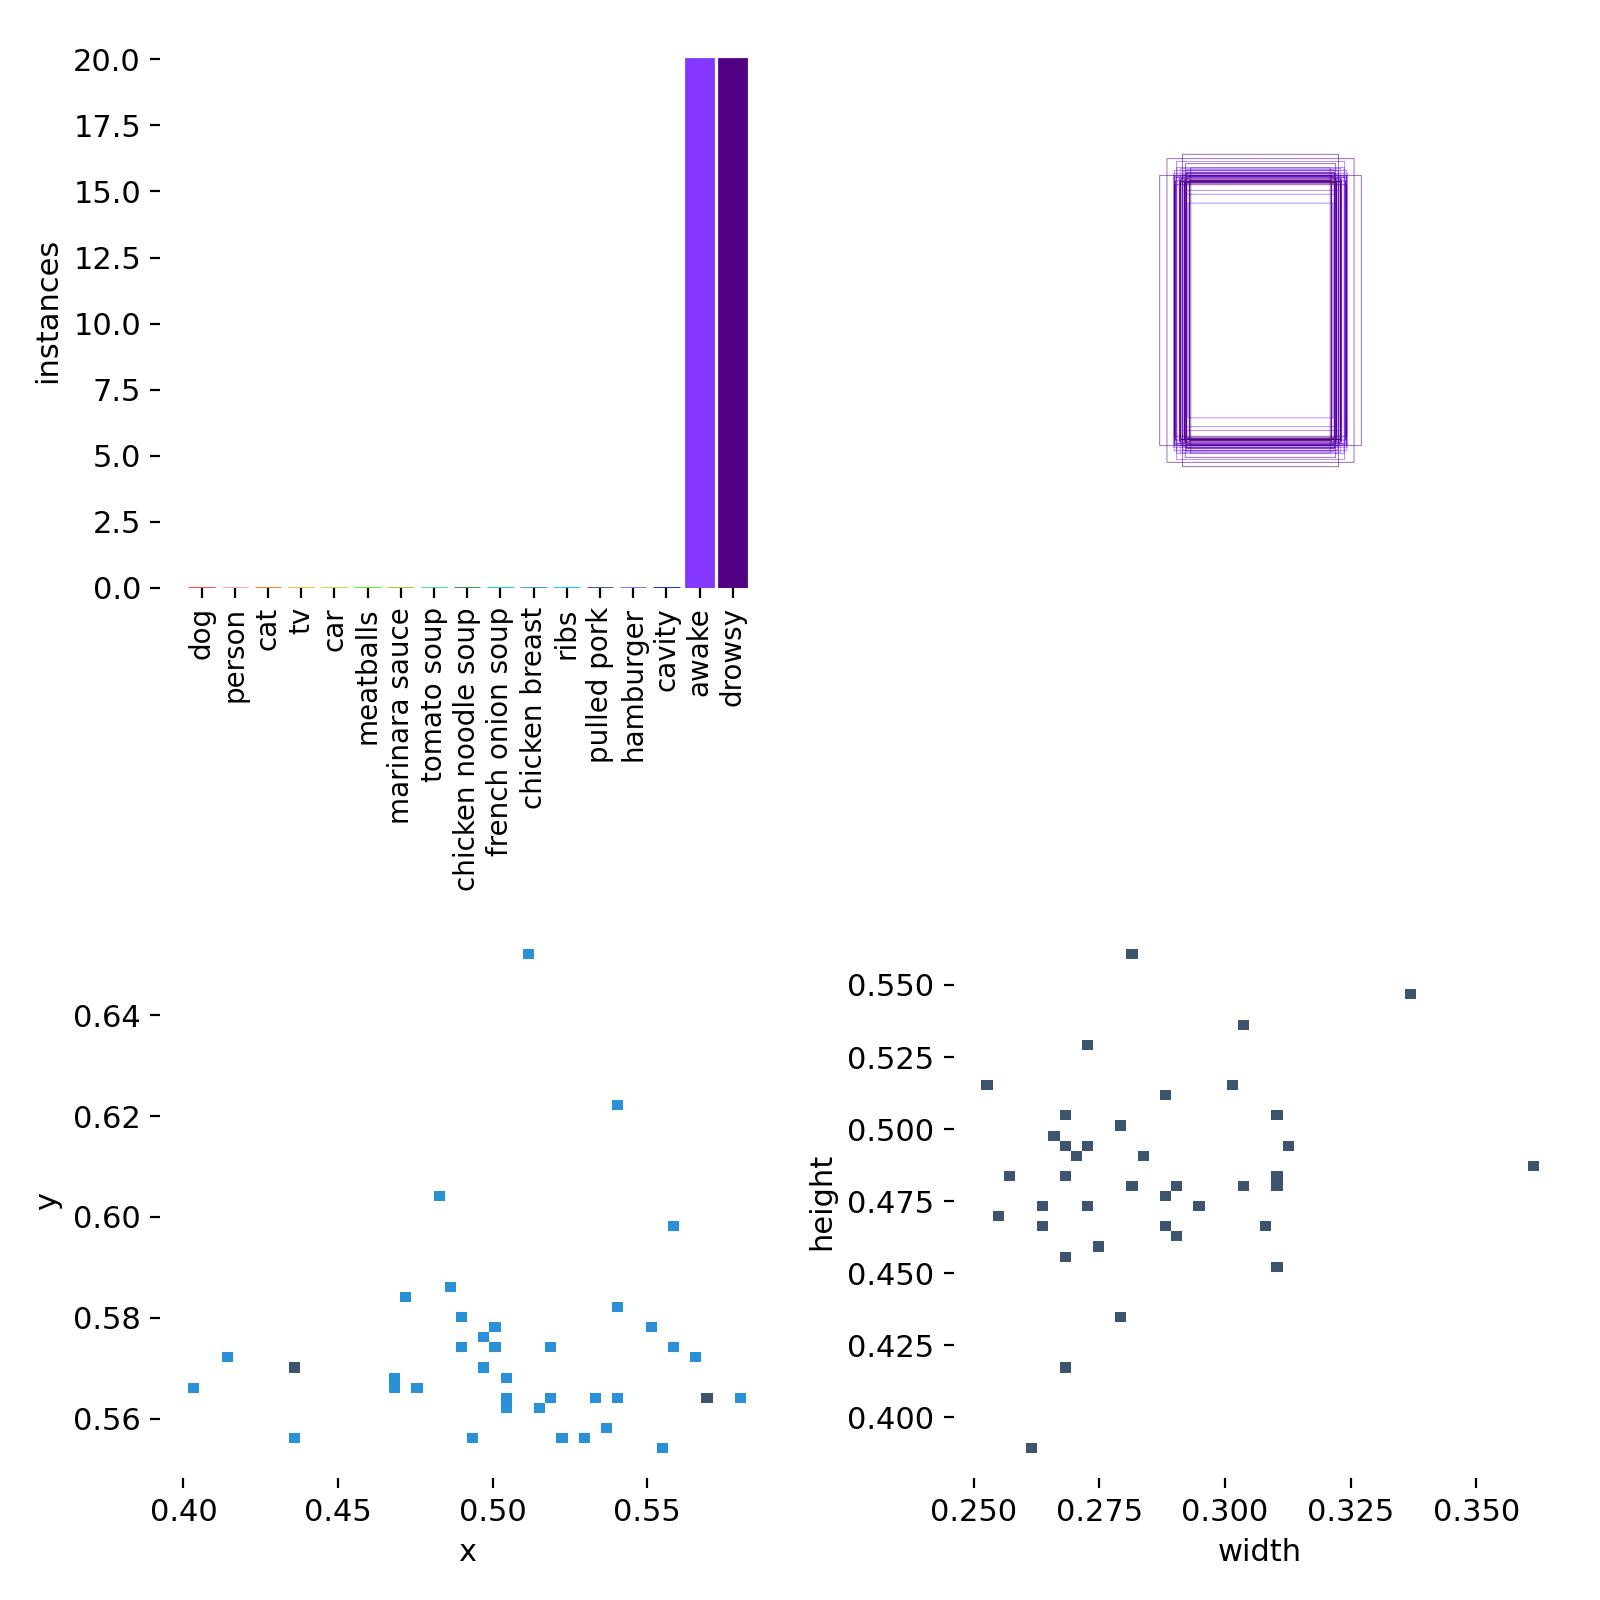 20.0
17.5
15.0
12.5
10.0
7.5
5.0
2.5
0.0
instances
dog
person
cat
tv
car
meatballs
marinara sauce
tomato soup
chicken noodle soup
french onion soup
chicken breast
ribs
pulled pork
hamburger
cavity
awake
drowsy
0.64
0.62
0.60
0.58
0.56
y
0.40 0.45 0.50 0.55
x
0.550
0.525
0.500
0.475
0.450
0.425
0.400
height
0.250 0.275 0.300 0.325 0.350
width